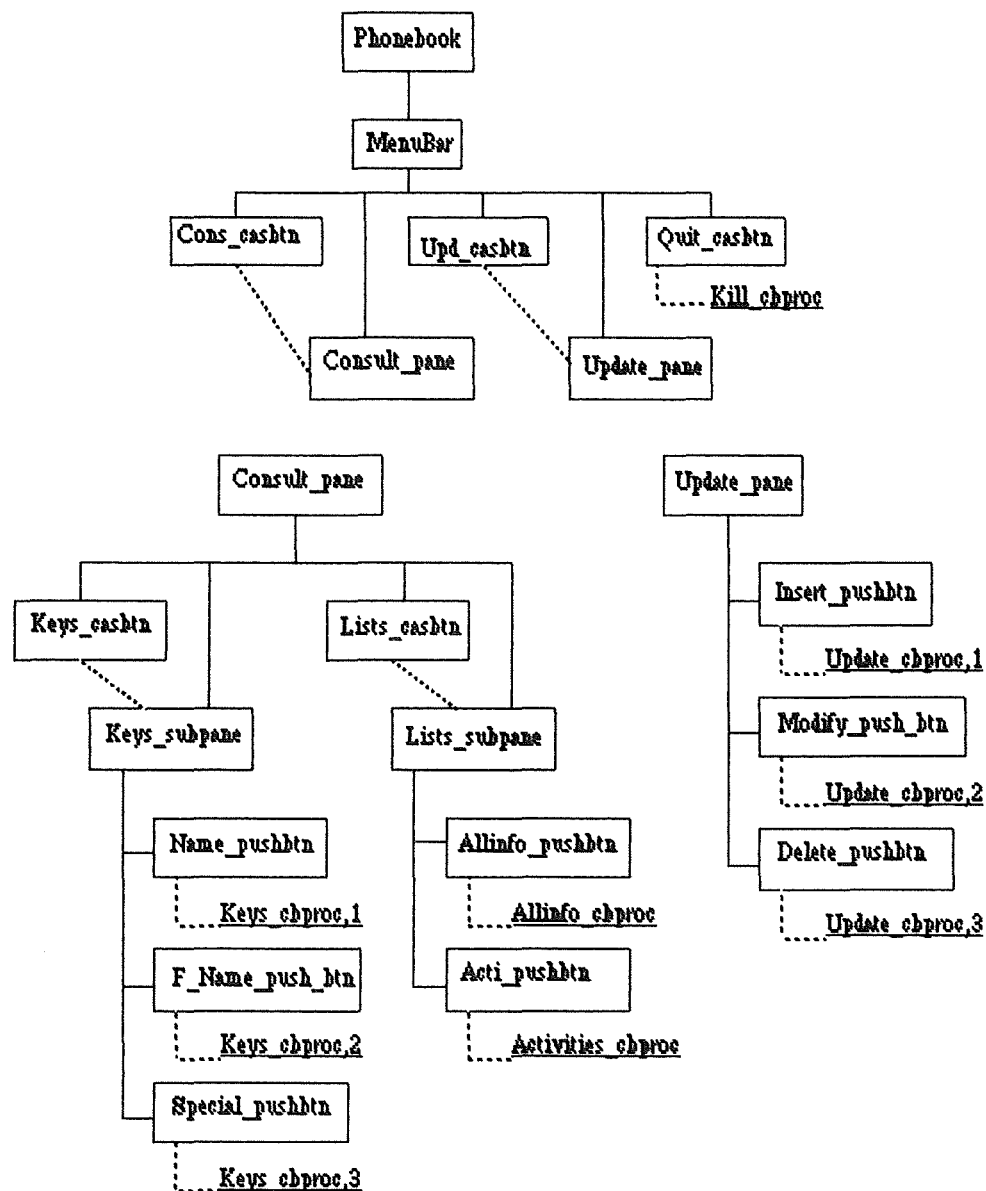 Phonebook
MenuBar
Cons_casbtn
Upd_casbtn
Quit_casbtn
Kill_cbproc
Consult_pane
Update_pane
Consult_pane
Update_pane
Keys_casbtn
Lists_casbtn
Insert_pushbtn
Update_cbproc,1
Keys_subpane
Lists_subpane
Modify_push_btn
Update_cbproc,2
Name_pushbtn
Allinfo_pushbtn
Delete_pushbtn
Keys_cbproc,1
Allinfo_cbproc
Update_cbproc,3
F_Name_push_btn
Acti_pushbtn
Keys_cbproc,2
Activities_cbproc
Special_pushbtn
Keys_cbproc,3